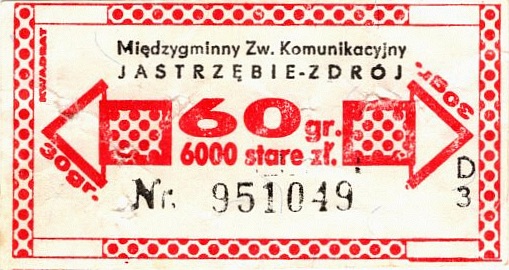 Międzygminny Zw. Komunikacyjny
JASTRZĘBIE-ZDRÓJ
KWADRAT
30gr.
60 gr.
6000 stare zł.
30gr.
Nr. 951049
D
3